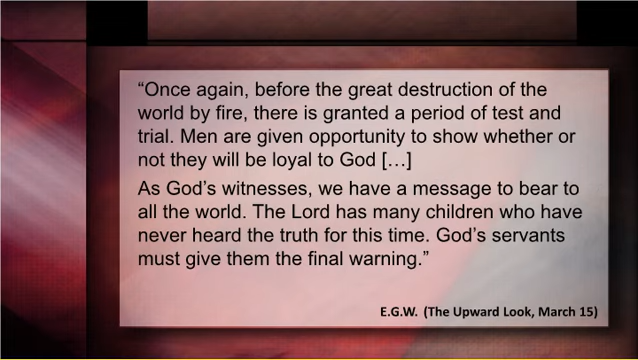 “Once again, before the great destruction of the
world by fire, there is granted a period of test and
trial. Men are given opportunity to show whether or
not they will be loyal to God […]
As God’s witnesses, we have a message to bear to
all the world. The Lord has many children who have
never heard the truth for this time. God’s servants
must give them the final warning.”
E.G.W. (The Upward Look, March 15)